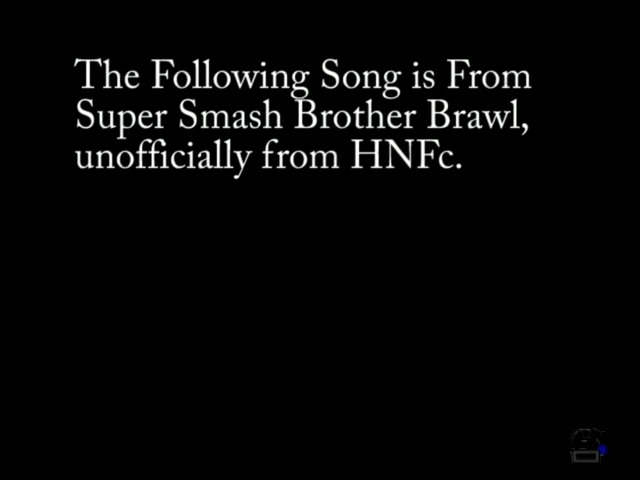 The Following Song is From
Super Smash Brother Brawl,
unofficially from HNFc.